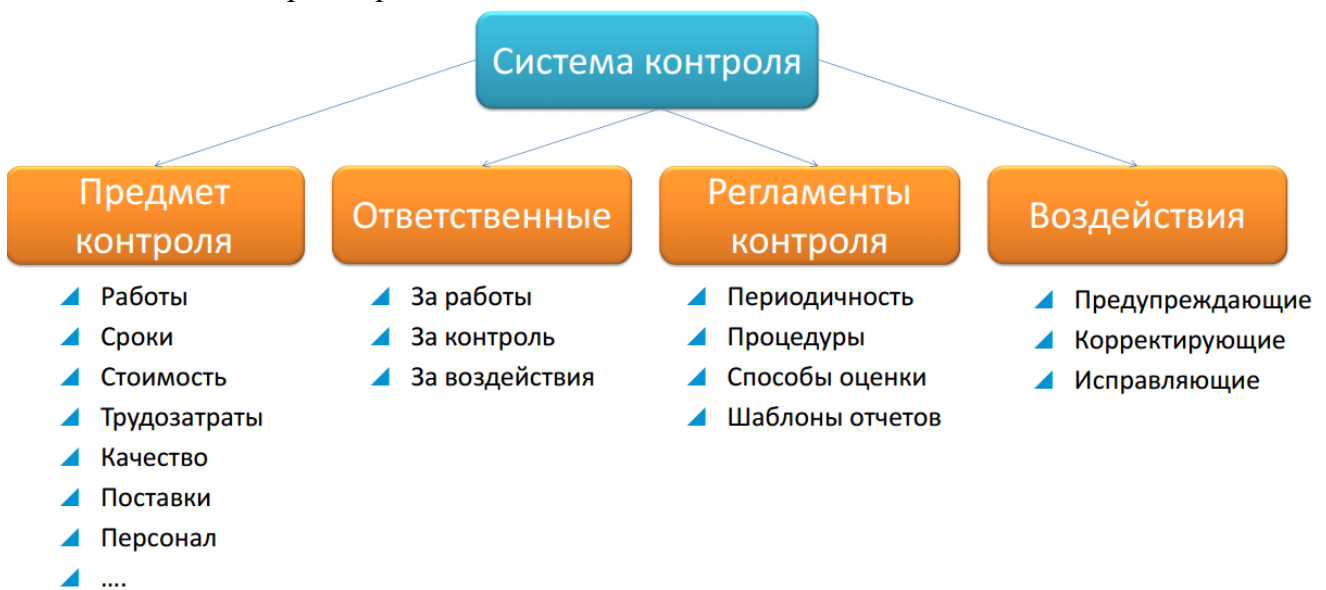 Система контроля
Предмет
контроля
Работы
Сроки
Стоимость
Трудозатраты
Качество
Поставки
Персонал
....
Ответственные
За работы
За контроль
За воздействия
Регламенты
контроля
Периодичность
Процедуры
Способы оценки
Шаблоны отчетов
Воздействия
Предупреждающие
Корректирующие
Исправляющие